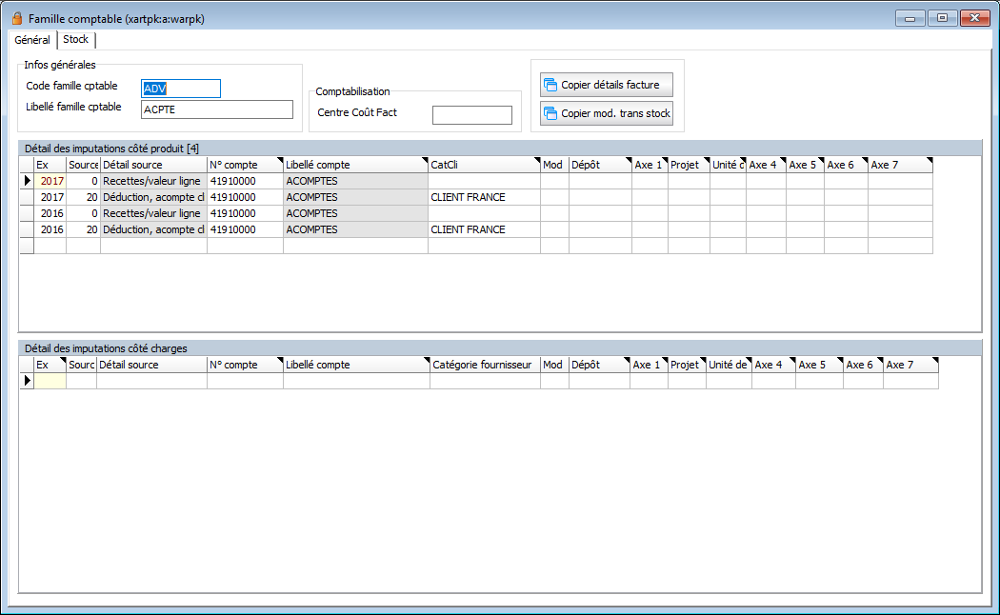 Famille comptable (xartpk:a:warpk)
Général Stock
Infos générales
Code famille cptable ADV
Libellé famille cptable ACPTE
Comptabilisation
Centre Coût Fact
Copier détails facture
Copier mod. trans stock
Détail des imputations côté produit [4]
Ex Source Détail source N° compte Libellé compte CatCli Mod Dépôt Axe 1 Projet Unité d Axe 4 Axe 5 Axe 6 Axe 7
2017 0 Recettes/valeur ligne 41910000 ACOMPTES
2017 20 Déduction, acompte cl 41910000 ACOMPTES CLIENT FRANCE
2016 0 Recettes/valeur ligne 41910000 ACOMPTES
2016 20 Déduction, acompte cl 41910000 ACOMPTES CLIENT FRANCE
Détail des imputations côté charges
Ex Sourc Détail source N° compte Libellé compte Catégorie fournisseur Mod Dépôt Axe 1 Projet Unité de Axe 4 Axe 5 Axe 6 Axe 7